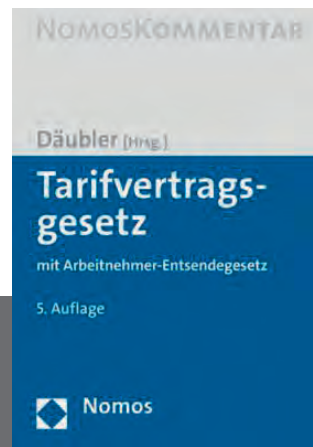 NOMOSKOMMENTAR
Däubler [Hrsg.]
Tarifvertrags-
gesetz
mit Arbeitnehmer-Entsendegesetz
5. Auflage
Nomos